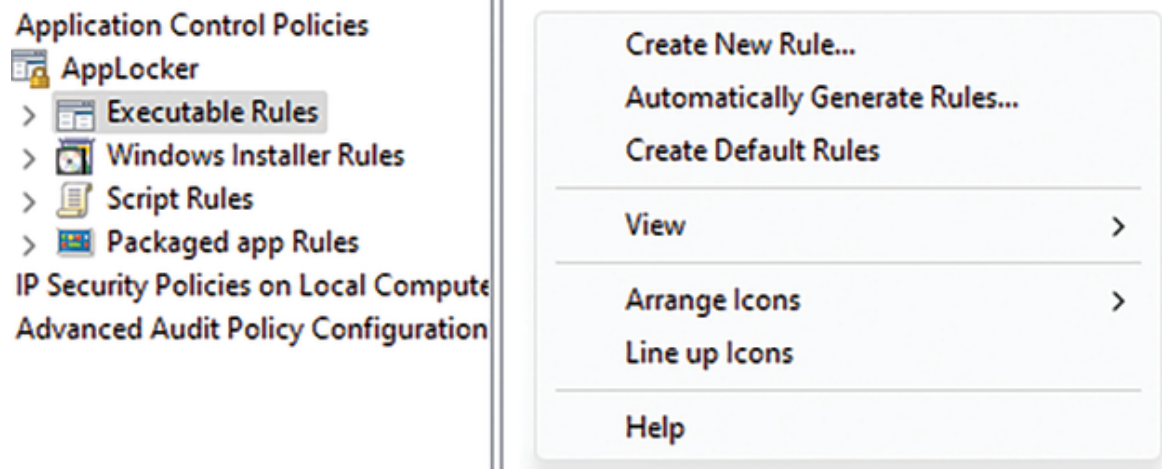 Application Control Policies
AppLocker
Executable Rules
Windows Installer Rules
Script Rules
Packaged app Rules
IP Security Policies on Local Compute
Advanced Audit Policy Configuration
Create New Rule...
Automatically Generate Rules...
Create Default Rules
View
Arrange Icons
Line up Icons
Help